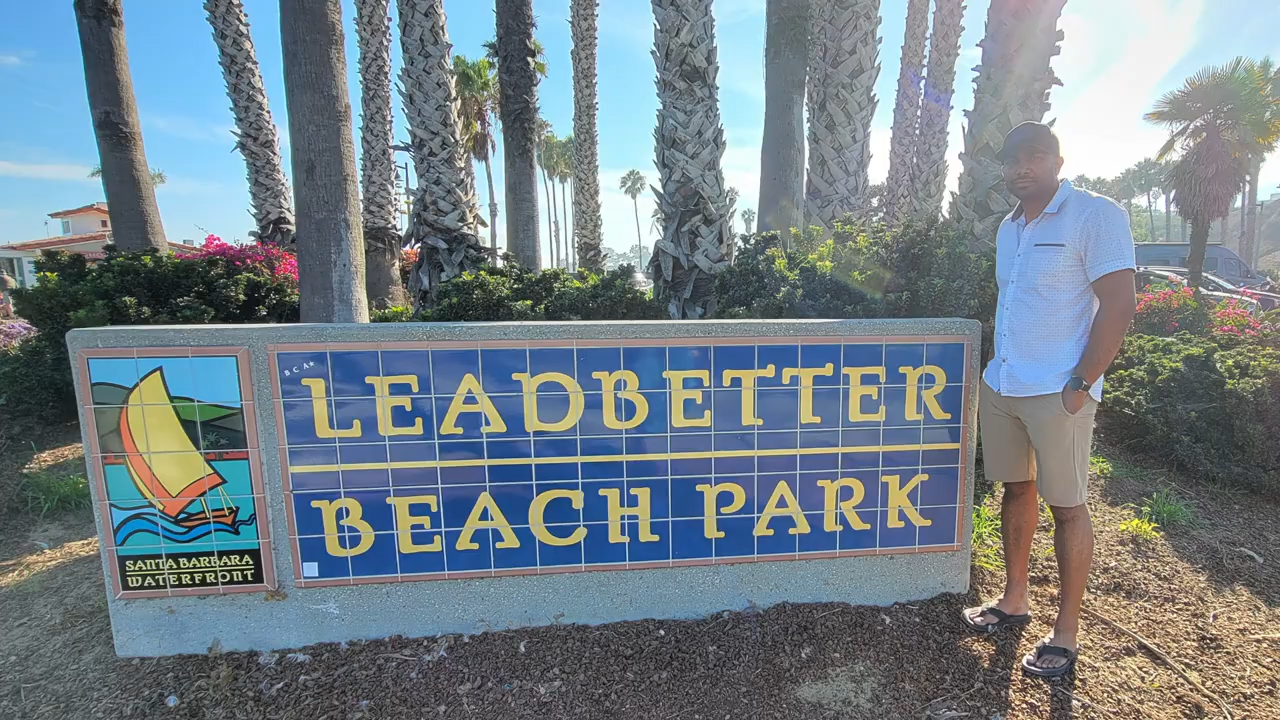 B C A★
LEADBETTER
BEACH PARK
SANTA BARBARA
WATERFRONT